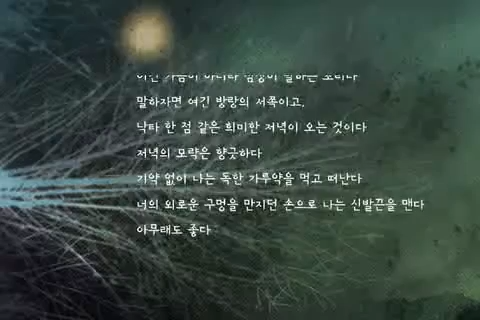 말하자면 여긴 방랑의 서쪽이고,
낙타 한 점 같은 희미한 저녁이 오는 것이다
저녁의 모략은 향긋하다
기약 없이 나는 독한 가루약을 먹고 떠난다
너의 외로운 구멍을 만지던 손으로 나는 신발끈을 맨다
아무래도 좋다